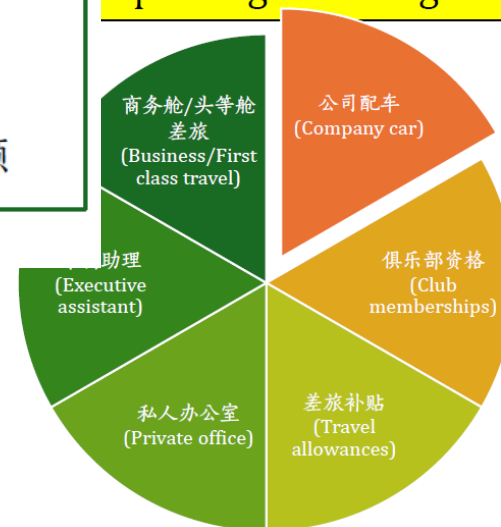 商务舱/头等舱
差旅
(Business/First
class travel)
公司配车
(Company car)
俱乐部资格
(Club
memberships)
差旅补贴
(Travel
allowances)
私人办公室
(Private office)
助理
(Executive
assistant)